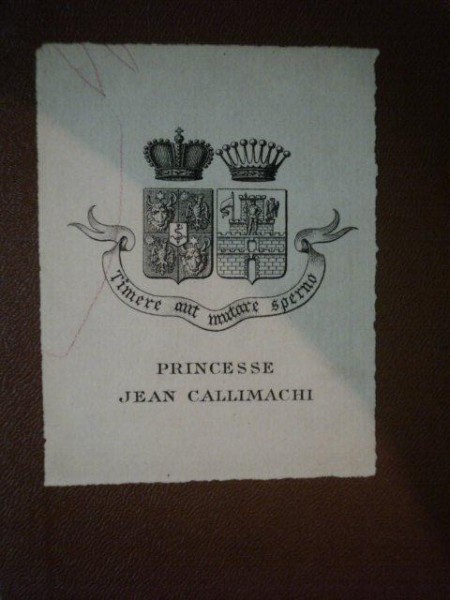 Timere aut mutare sperno
PRINCESSE
JEAN CALLIMACHI